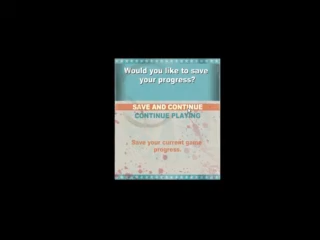 Would you like to save
your progress?
SAVE AND CONTINUE
CONTINUE PLAYING
Save your current game
progress.